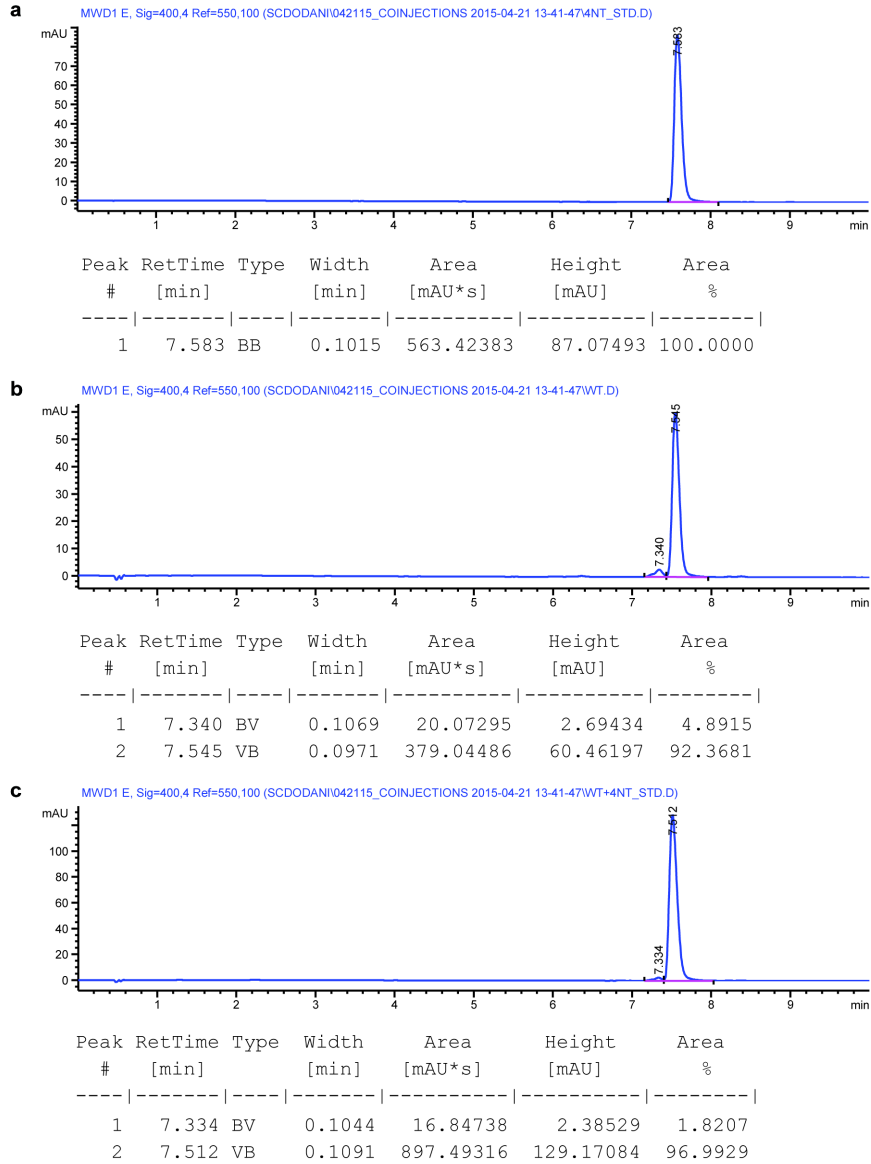 a
MWD1 E, Sig=400,4 Ref=550,100 (SCDODANI\042115_COINJECTIONS 2015-04-21 13-41-47\4NT_STD.D)
mAU
7.583
70
60
50
40
30
20
10
0
1 2 3 4 5 6 7 8 9 min
Peak RetTime Type Width Area Height Area
# [min] [min] [mAU*s] [mAU] %
----|-------|----|-------|----------|----------|--------|
1 7.583 BB 0.1015 563.42383 87.07493 100.0000
b
MWD1 E, Sig=400,4 Ref=550,100 (SCDODANI\042115_COINJECTIONS 2015-04-21 13-41-47\WT.D)
mAU
7.545
50
40
30
20
10
7.340
0
1 2 3 4 5 6 7 8 9 min
Peak RetTime Type Width Area Height Area
# [min] [min] [mAU*s] [mAU] %
----|-------|----|-------|----------|----------|--------|
1 7.340 BV 0.1069 20.07295 2.69434 4.8915
2 7.545 VB 0.0971 379.04486 60.46197 92.3681
c
MWD1 E, Sig=400,4 Ref=550,100 (SCDODANI\042115_COINJECTIONS 2015-04-21 13-41-47\WT+4NT_STD.D)
mAU
7.512
100
80
60
40
20
7.334
0
1 2 3 4 5 6 7 8 9 min
Peak RetTime Type Width Area Height Area
# [min] [min] [mAU*s] [mAU] %
----|-------|----|-------|----------|----------|--------|
1 7.334 BV 0.1044 16.84738 2.38529 1.8207
2 7.512 VB 0.1091 897.49316 129.17084 96.9929